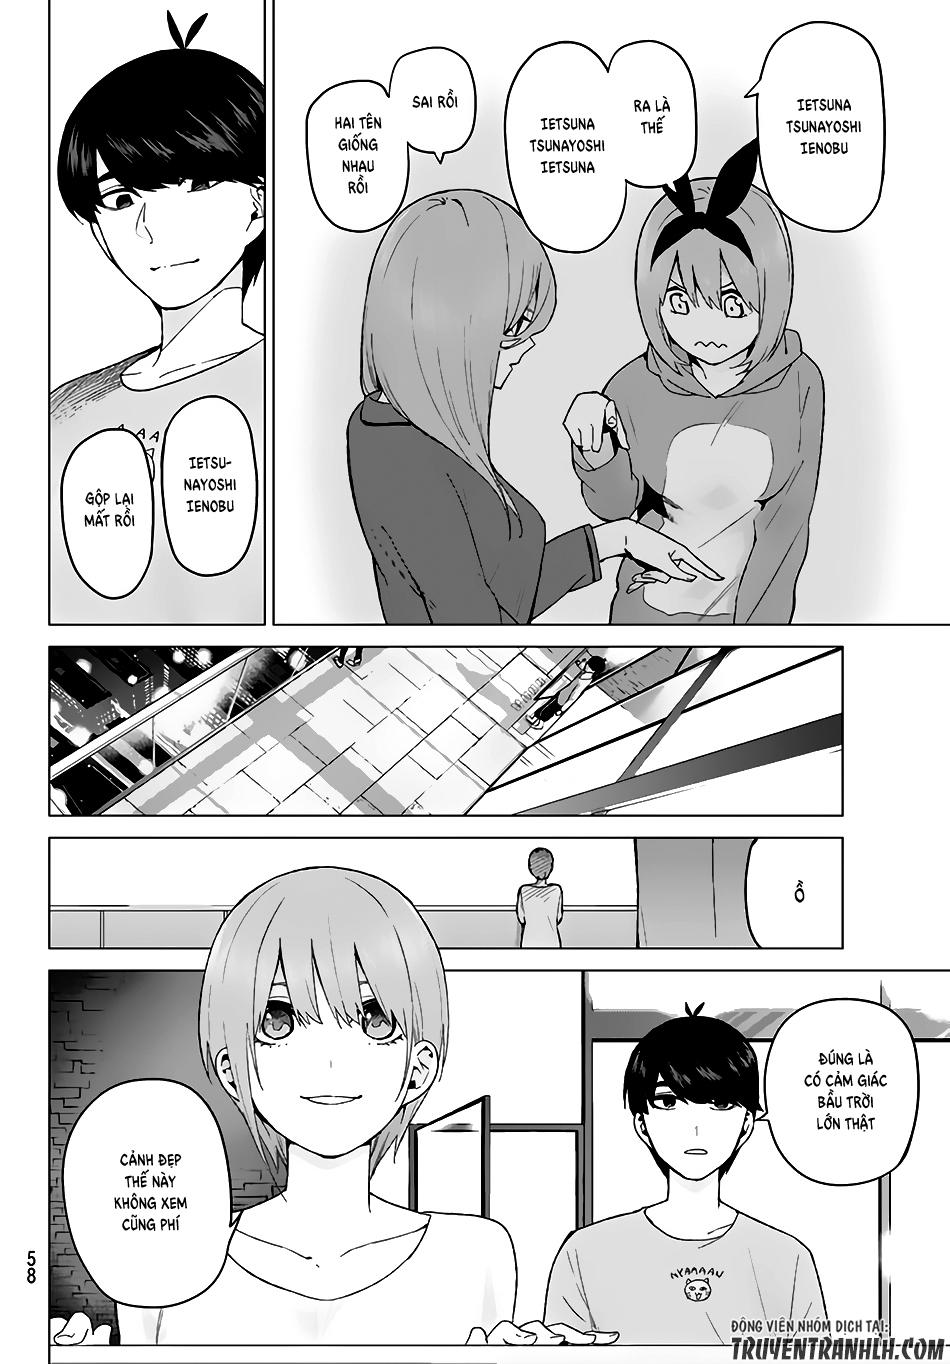 IETSUNA
TSUNAYOSHI
IENOBU
RA LÀ
THẾ
IETSUNA
TSUNAYOSHI
IETSUNA
SAI RỒI
HAI TÊN
GIỐNG
NHAU
RỒI
IETSU-
NAYOSHI
IENOBU
GỘP LẠI
MẤT RỒI
Ồ
ĐÚNG LÀ
CÓ CẢM GIÁC
BẦU TRỜI
LỚN THẬT
CẢNH ĐẸP
THẾ NÀY
KHÔNG XEM
CŨNG PHÍ
NYAAAAU
58
ĐỘNG VIÊN NHÓM DỊCH TẠI:
TRUYENTRANHLH.COM